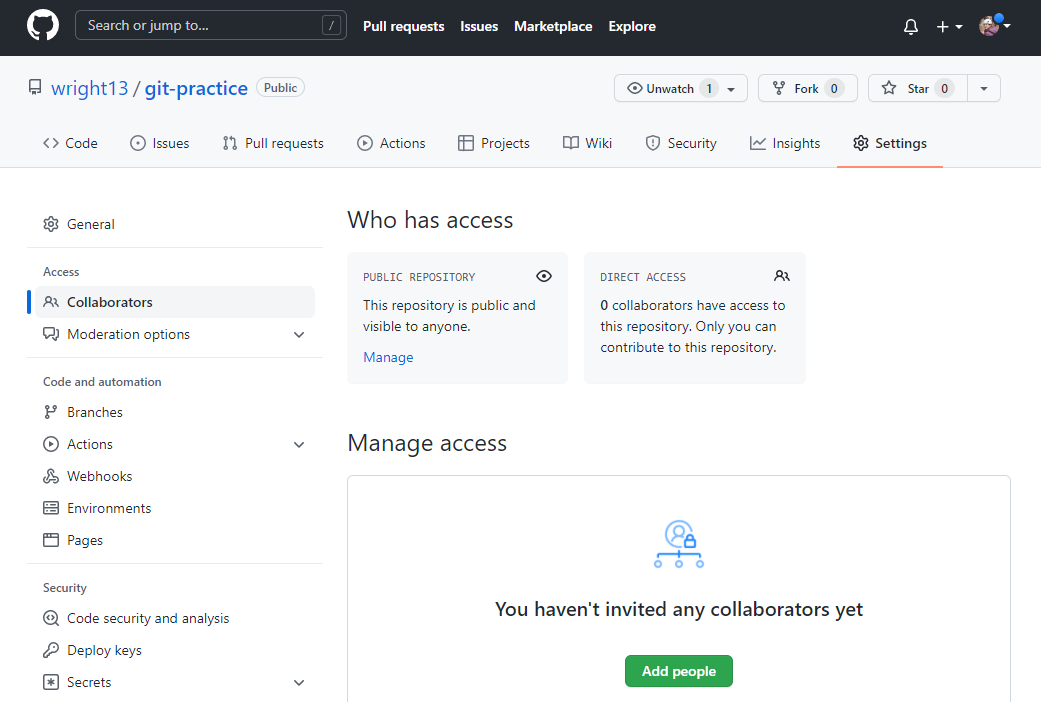 Search or jump to... /
Pull requests Issues Marketplace Explore
wright13 / git-practice Public
Unwatch 1 Fork 0 Star 0
Code Issues Pull requests Actions Projects Wiki Security Insights Settings
General
Access
Collaborators
Moderation options
Code and automation
Branches
Actions
Webhooks
Environments
Pages
Security
Code security and analysis
Deploy keys
Secrets
Who has access
PUBLIC REPOSITORY
This repository is public and
visible to anyone.
Manage
DIRECT ACCESS
0 collaborators have access to
this repository. Only you can
contribute to this repository.
Manage access
You haven't invited any collaborators yet
Add people